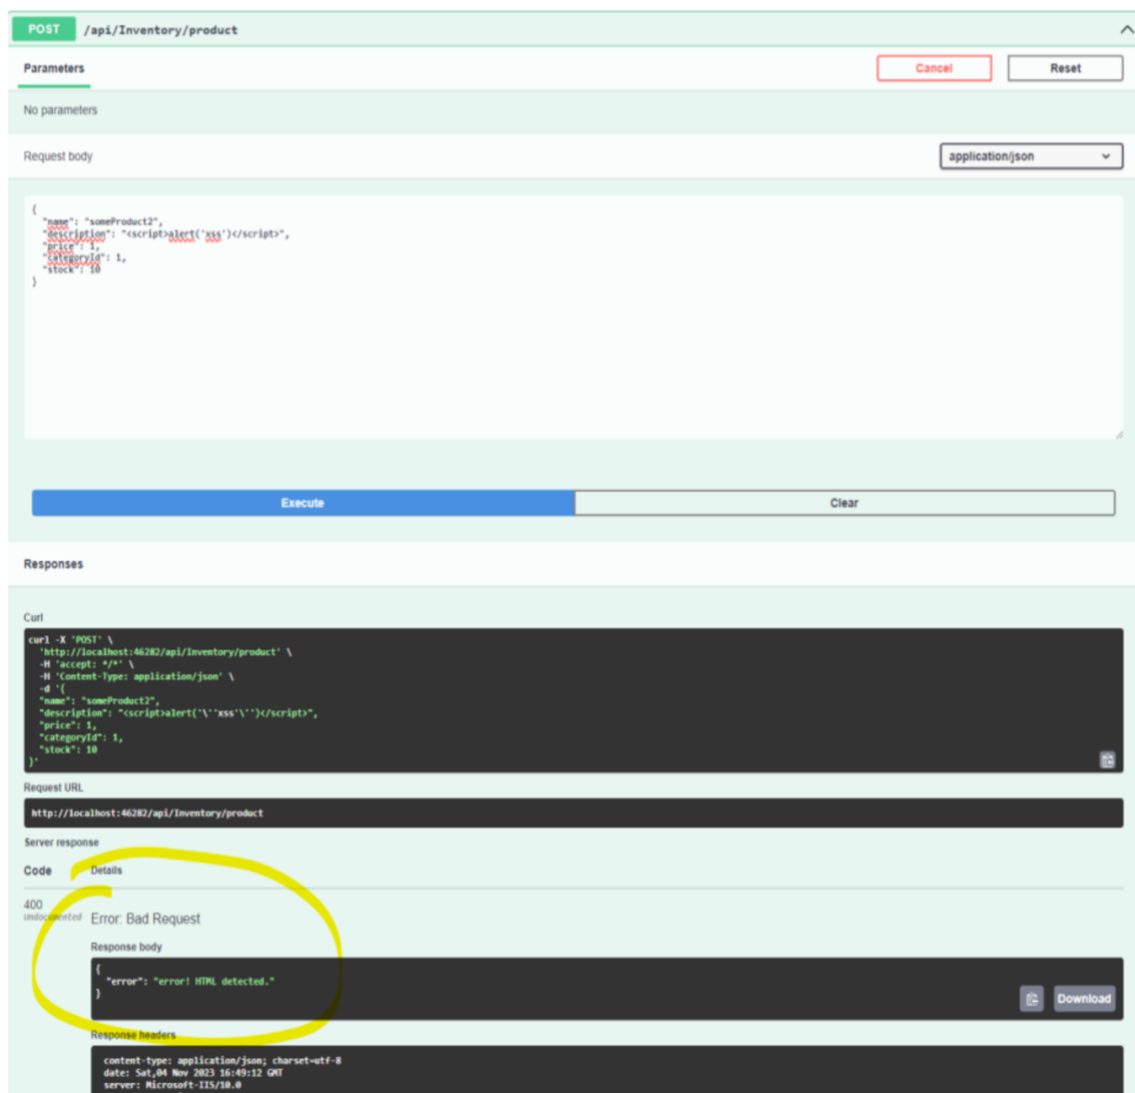 POST /api/Inventory/product
Parameters
Cancel
Reset
No parameters
Request body
application/json
{
"name": "someProduct2",
"description": "<script>alert('xss')</script>",
"price": 1,
"categoryId": 1,
"stock": 10
}
Execute
Clear
Responses
Curl
curl -X 'POST' \
'http://localhost:46282/api/Inventory/product' \
-H 'accept: */*' \
-H 'Content-Type: application/json' \
-d '{
"name": "someProduct2",
"description": "<script>alert('\''xss'\'')</script>",
"price": 1,
"categoryId": 1,
"stock": 10
}'
Request URL
http://localhost:46282/api/Inventory/product
Server response
Code Details
400
Undocumented
Error: Bad Request
Response body
{
"error": "error! HTML detected."
}
Download
Response headers
content-type: application/json; charset=utf-8
date: Sat,04 Nov 2023 16:49:12 GMT
server: Microsoft-IIS/10.0